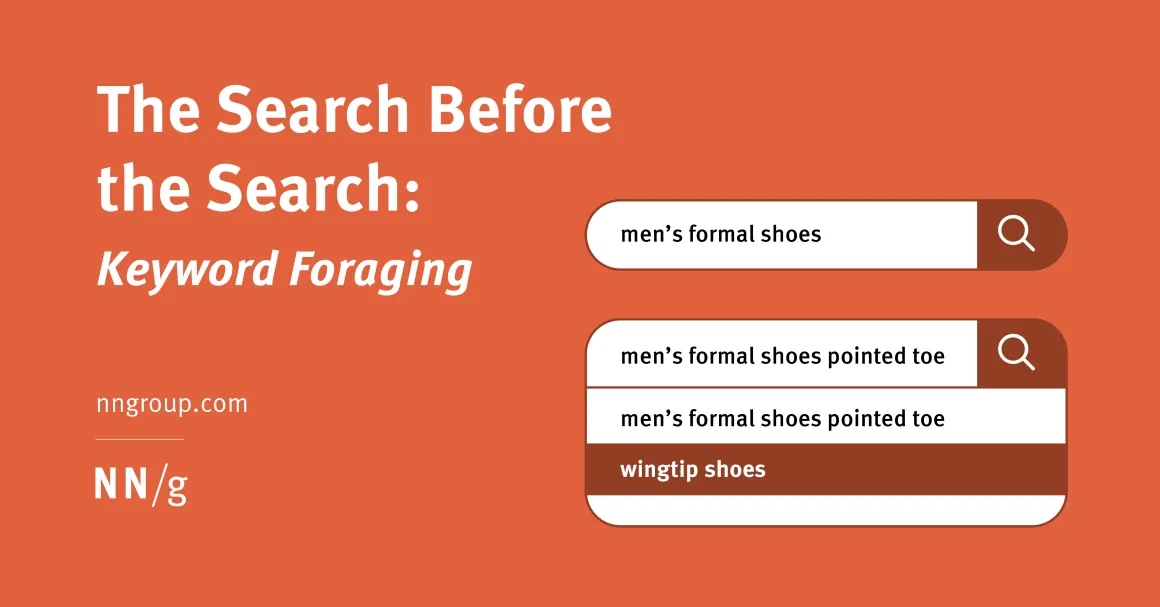 The Search Before
the Search:
Keyword Foraging
nngroup.com
NN/g
men’s formal shoes
men’s formal shoes pointed toe
men’s formal shoes pointed toe
wingtip shoes